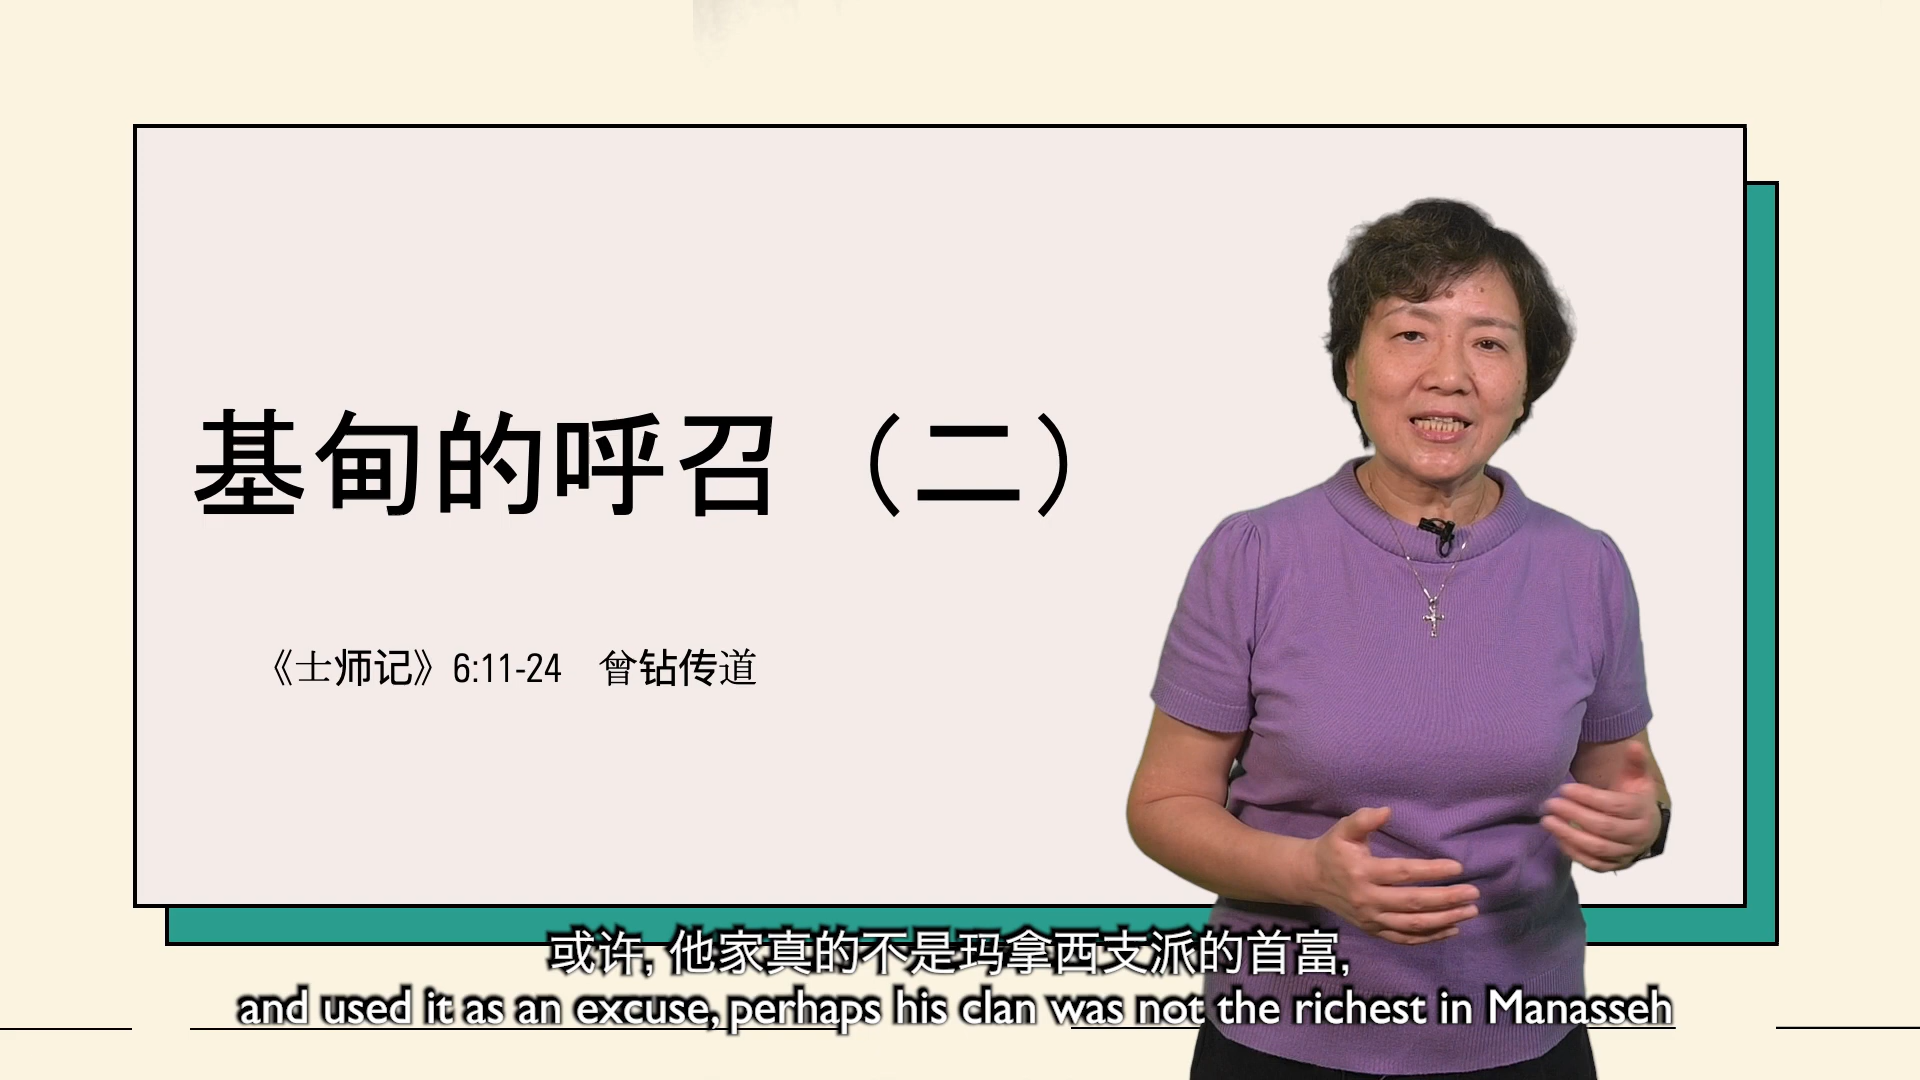 基甸的呼召（二）
《士师记》6:11-24 曾钻传道
或许, 他家真的不是玛拿西支派的首富,
and used it as an excuse, perhaps his clan was not the richest in Manasseh